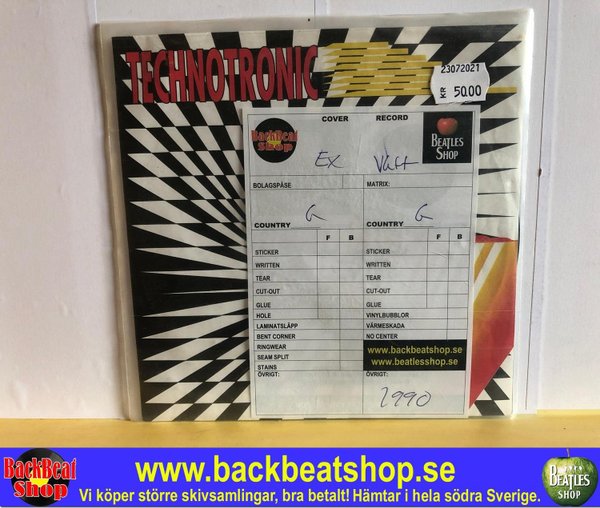 TECHNOTRONIC
23072021
KR 50.00
COVER RECORD
BackBeat Shop
BEATLES SHOP
Ex
BOLAGSPÅSE MATRIX:
G G
COUNTRY COUNTRY
F B F B
STICKER STICKER
WRITTEN WRITTEN
TEAR TEAR
CUT-OUT CUT-OUT
GLUE GLUE
HOLE VINYLBUBBLOR
LAMINATSLÄPP VÄRMESKADA
BENT CORNER NO CENTER
RINGWEAR
SEAM SPLIT
www.backbeatshop.se
www.beatlesshop.se
STAINS
ÖVRIGT: ÖVRIGT:
1990
BackBeat Shop
www.backbeatshop.se
Vi köper större skivsamlingar, bra betalt! Hämtar i hela södra Sverige.
BEATLES SHOP